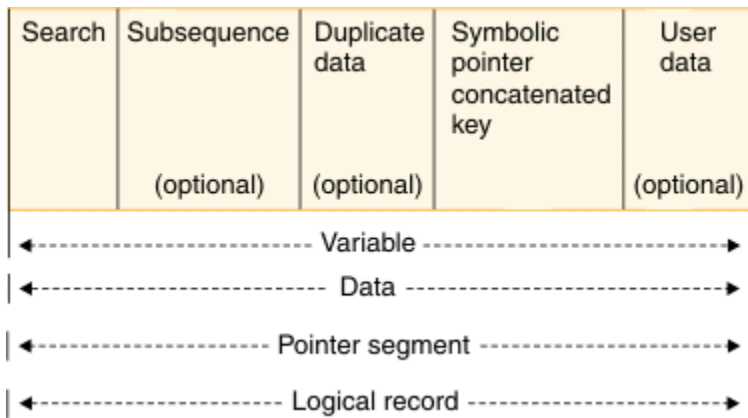 Search
Subsequence
(optional)
Duplicate
data
(optional)
Symbolic
pointer
concatenated
key
User
data
(optional)
Variable
Data
Pointer segment
Logical record